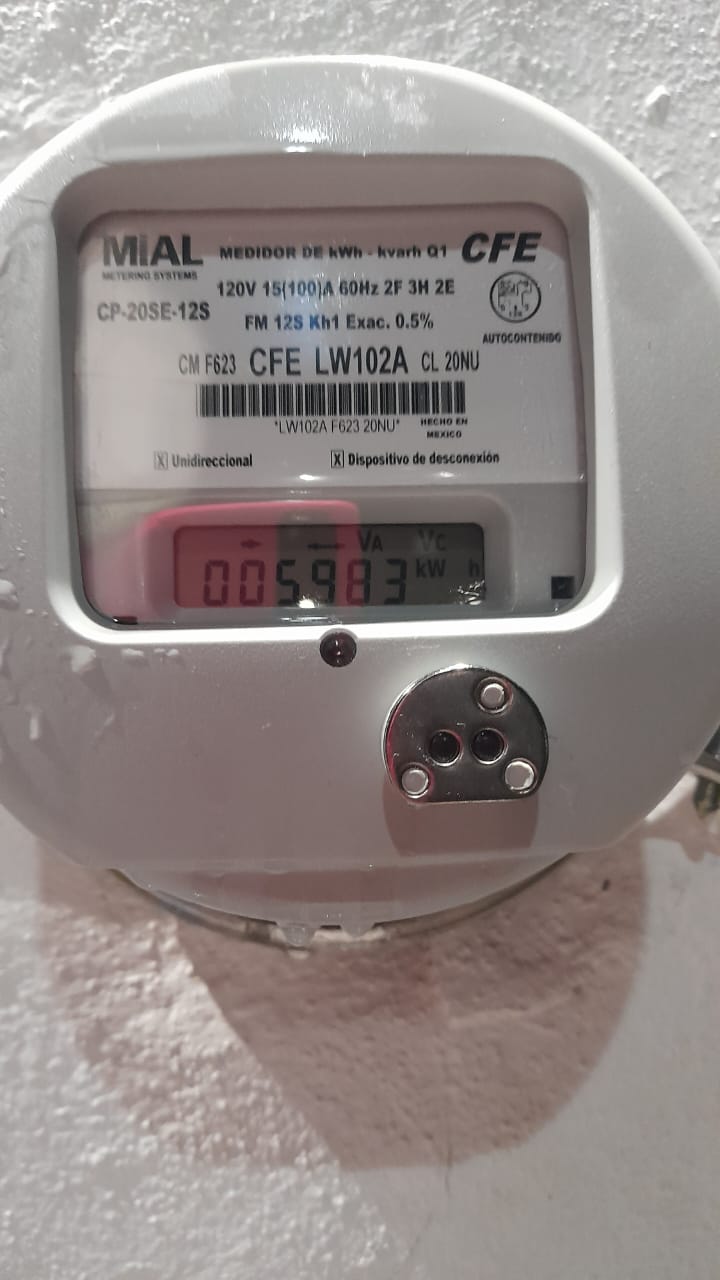 MIAL
METERING SYSTEMS
MEDIDOR DE kWh - kvarh Q1 CFE
120V 15(100)A 60Hz 2F 3H 2E
CP-20SE-12S
FM 12S Kh1 Exac. 0.5%
AUTOCONTENIDO
CM F623 CFE LW102A CL 20NU
*LW102A F623 20NU*
HECHO EN
MEXICO
X Unidireccional X Dispositivo de desconexión
VA VC
005983 kW h